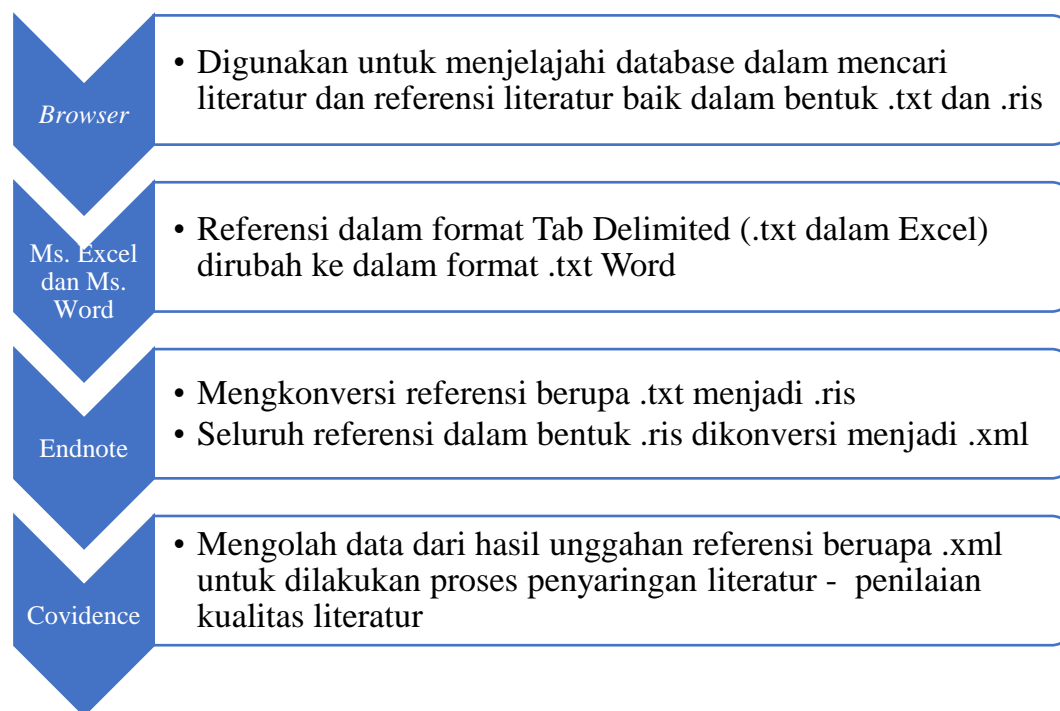 Browser
• Digunakan untuk menjelajahi database dalam mencari
literatur dan referensi literatur baik dalam bentuk .txt dan .ris
Ms. Excel
dan Ms.
Word
• Referensi dalam format Tab Delimited (.txt dalam Excel)
dirubah ke dalam format .txt Word
Endnote
• Mengkonversi referensi berupa .txt menjadi .ris
• Seluruh referensi dalam bentuk .ris dikonversi menjadi .xml
Covidence
• Mengolah data dari hasil unggahan referensi beruapa .xml
untuk dilakukan proses penyaringan literatur - penilaian
kualitas literatur